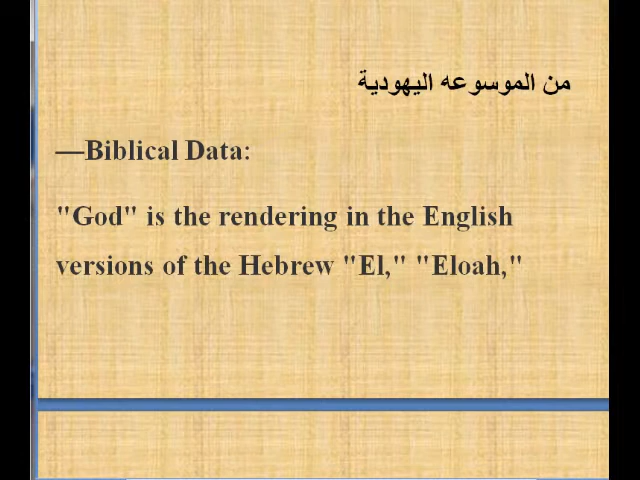 من الموسوعه اليهودية
—Biblical Data:
"God" is the rendering in the English
versions of the Hebrew "El," "Eloah,"